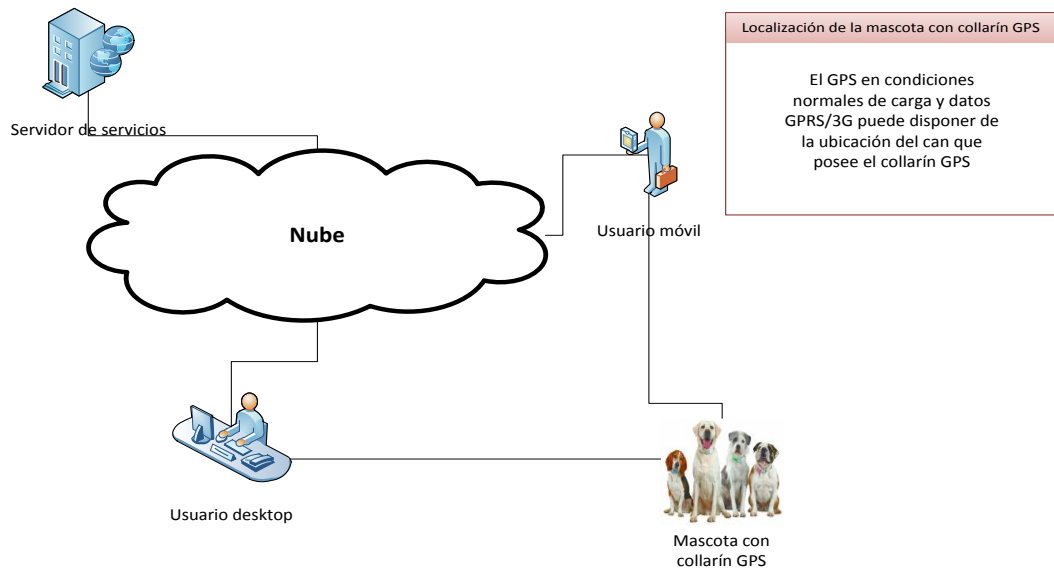 Localización de la mascota con collarín GPS
El GPS en condiciones
normales de carga y datos
GPRS/3G puede disponer de
la ubicación del can que
posee el collarín GPS
Servidor de servicios
Nube
Usuario móvil
Usuario desktop
Mascota con
collarín GPS